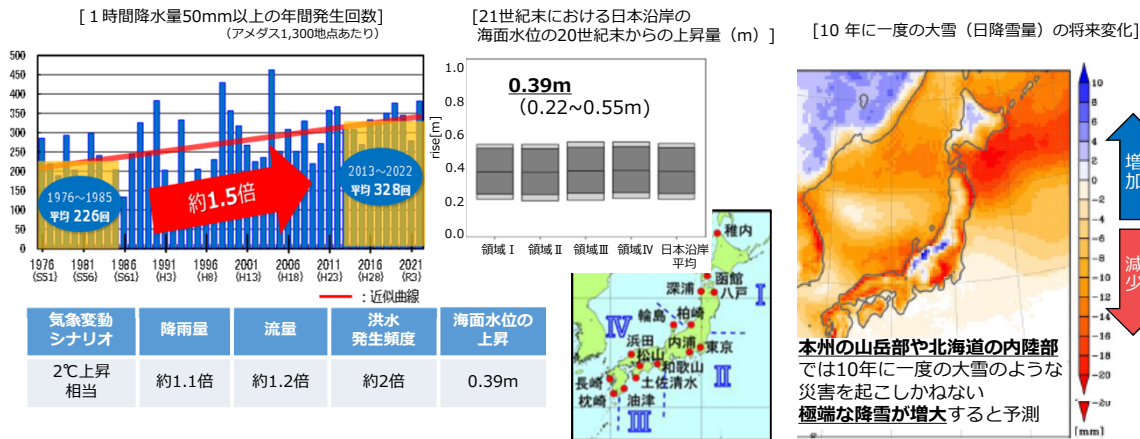 [１時間降水量50mm以上の年間発生回数]
（アメダス1,300地点あたり）
500
450
400
350
300
250
200
150
100
50
0
1976～1985
平均 226回
約1.5倍
2013～2022
平均 328回
1976 1981 1986 1991 1996 2001 2006 2011 2016 2021
(S51) (S56) (S61) (H3) (H8) (H13) (H18) (H23) (H28) (R3)
：近似曲線
気象変動シナリオ 降雨量 流量 洪水発生頻度 海面水位の上昇
2℃上昇相当 約1.1倍 約1.2倍 約2倍 0.39m
[21世紀末における日本沿岸の
海面水位の20世紀末からの上昇量（m）]
rise[m]
1.0
0.8
0.6
0.4
0.2
0.0
0.39m
（0.22~0.55m）
領域Ⅰ 領域Ⅱ 領域Ⅲ 領域Ⅳ 日本沿岸
平均
稚内
函館
深浦 八戸
Ⅰ
輪島 柏崎
Ⅳ
浜田 内浦 東京
松山
和歌山
長崎 土佐清水
Ⅱ
枕崎 油津
Ⅲ
[10 年に一度の大雪（日降雪量）の将来変化]
10
8
6
4
2
0
-2
-4
-6
-8
-10
-12
-14
-16
-18
-20
[mm]
増加
減少
本州の山岳部や北海道の内陸部
では10年に一度の大雪のような
災害を起こしかねない
極端な降雪が増大すると予測